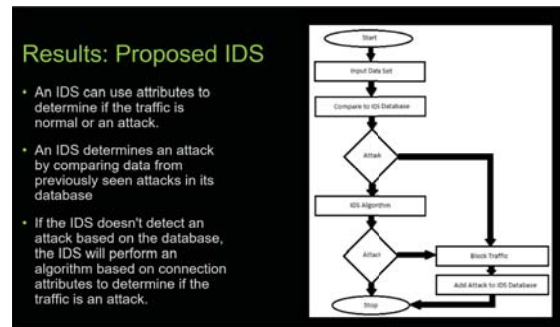 Results: Proposed IDS
• An IDS can use attributes to
determine if the traffic is
normal or an attack.
• An IDS determines an attack
by comparing data from
previously seen attacks in its
database
• If the IDS doesn't detect an
attack based on the database,
the IDS will perform an
algorithm based on connection
attributes to determine if the
traffic is an attack.
Start
Input Data Set
Compare to IDS Database
Attack
IDS Algorithm
Attact
Block Traffic
Add Attack to IDS Database
Stop